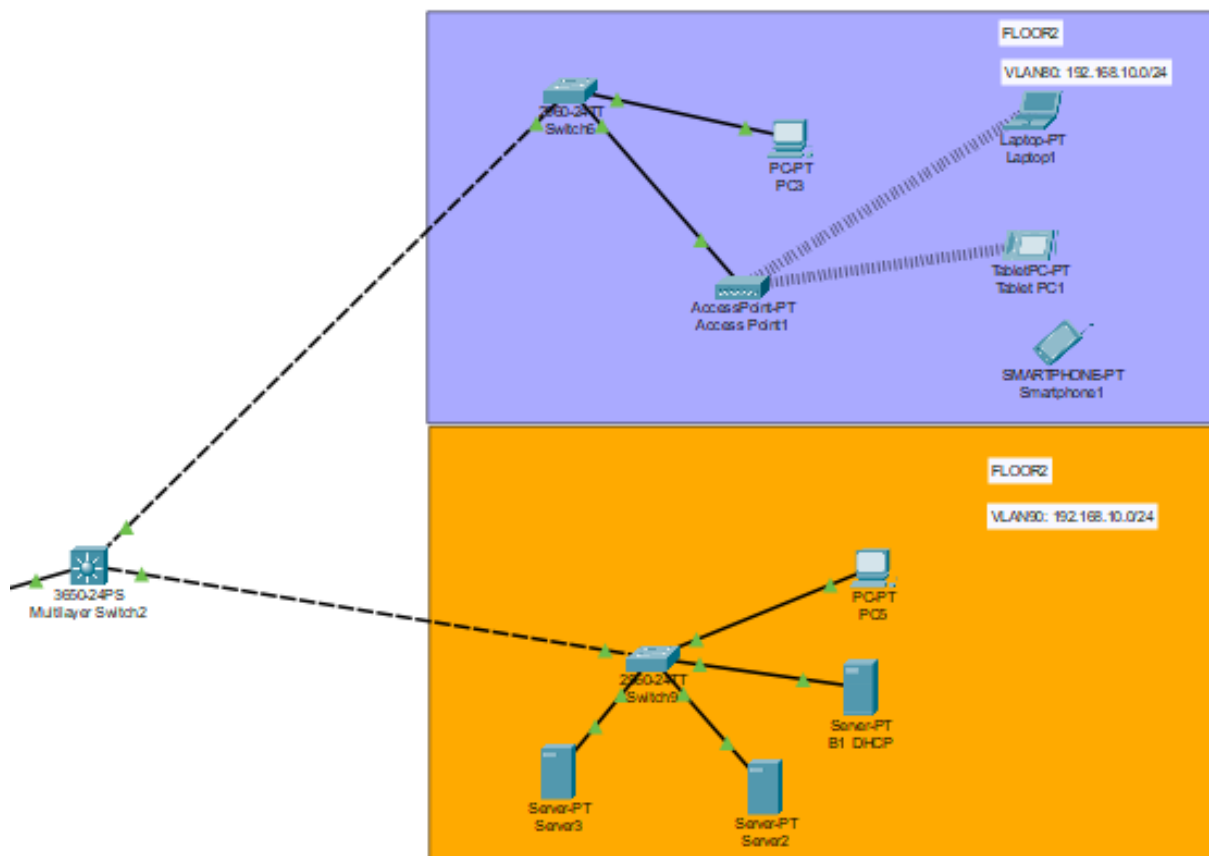 FLOOR2
VLAN80: 192.168.10.0/24
2960-24TT
Switch6
PC-PT
PC3
Laptop-PT
Laptop1
TabletPC-PT
Tablet PC1
AccessPoint-PT
Access Point1
SMARTPHONE-PT
Smartphone1
FLOOR2
VLAN90: 192.168.10.0/24
3650-24PS
Multilayer Switch2
PC-PT
PC5
2960-24TT
Switch9
Server-PT
B1 DHCP
Server-PT
Server3
Server-PT
Server2